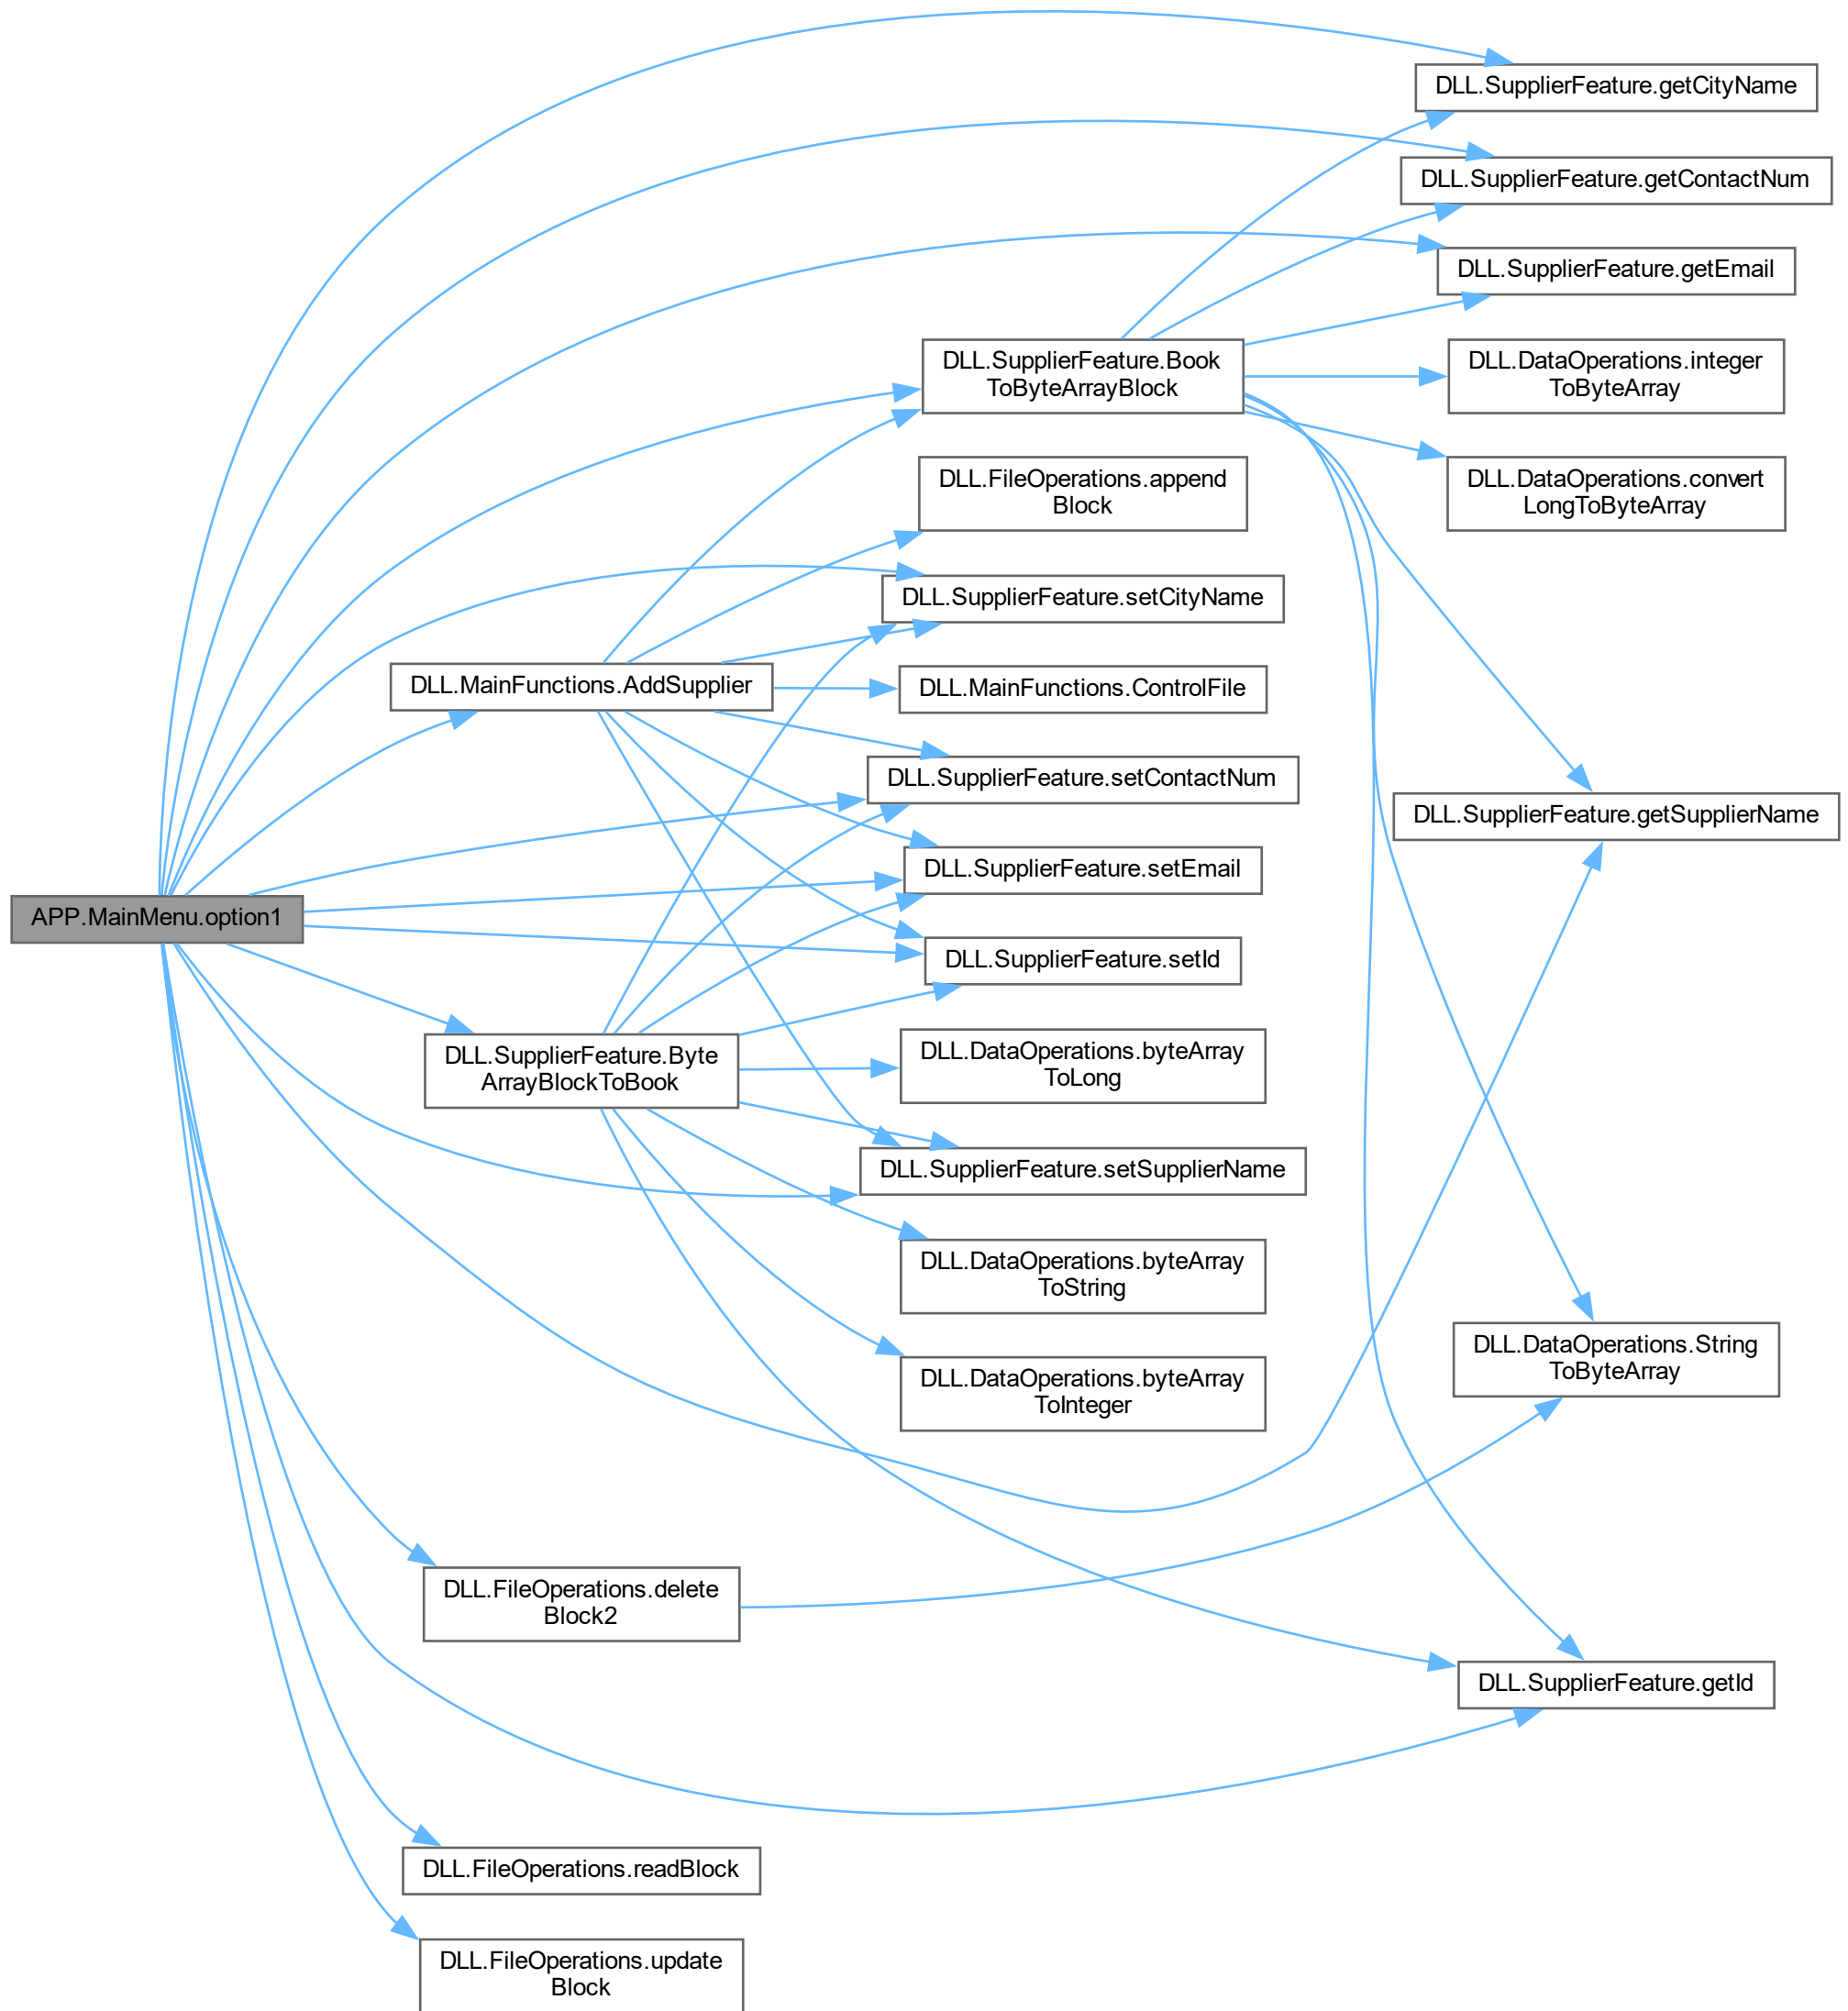 DLL.SupplierFeature.getCityName
DLL.SupplierFeature.getContactNum
DLL.SupplierFeature.getEmail
DLL.SupplierFeature.Book
ToByteArrayBlock
DLL.DataOperations.integer
ToByteArray
DLL.FileOperations.append
Block
DLL.DataOperations.convert
LongToByteArray
DLL.SupplierFeature.setCityName
DLL.MainFunctions.AddSupplier
DLL.MainFunctions.ControlFile
DLL.SupplierFeature.setContactNum
DLL.SupplierFeature.getSupplierName
DLL.SupplierFeature.setEmail
APP.MainMenu.option1
DLL.SupplierFeature.setId
DLL.SupplierFeature.Byte
ArrayBlockToBook
DLL.DataOperations.byteArray
ToLong
DLL.SupplierFeature.setSupplierName
DLL.DataOperations.byteArray
ToString
DLL.DataOperations.String
ToByteArray
DLL.DataOperations.byteArray
ToInteger
DLL.FileOperations.delete
Block2
DLL.SupplierFeature.getId
DLL.FileOperations.readBlock
DLL.FileOperations.update
Block